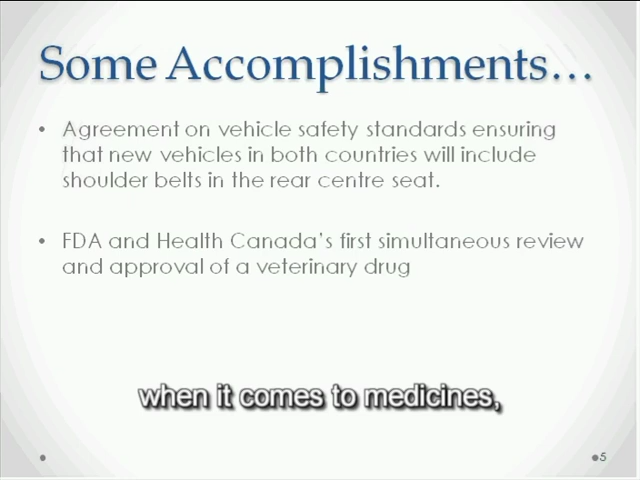 Some Accomplishments…
• Agreement on vehicle safety standards ensuring
that new vehicles in both countries will include
shoulder belts in the rear centre seat.
• FDA and Health Canada's first simultaneous review
and approval of a veterinary drug
when it comes to medicines,
5